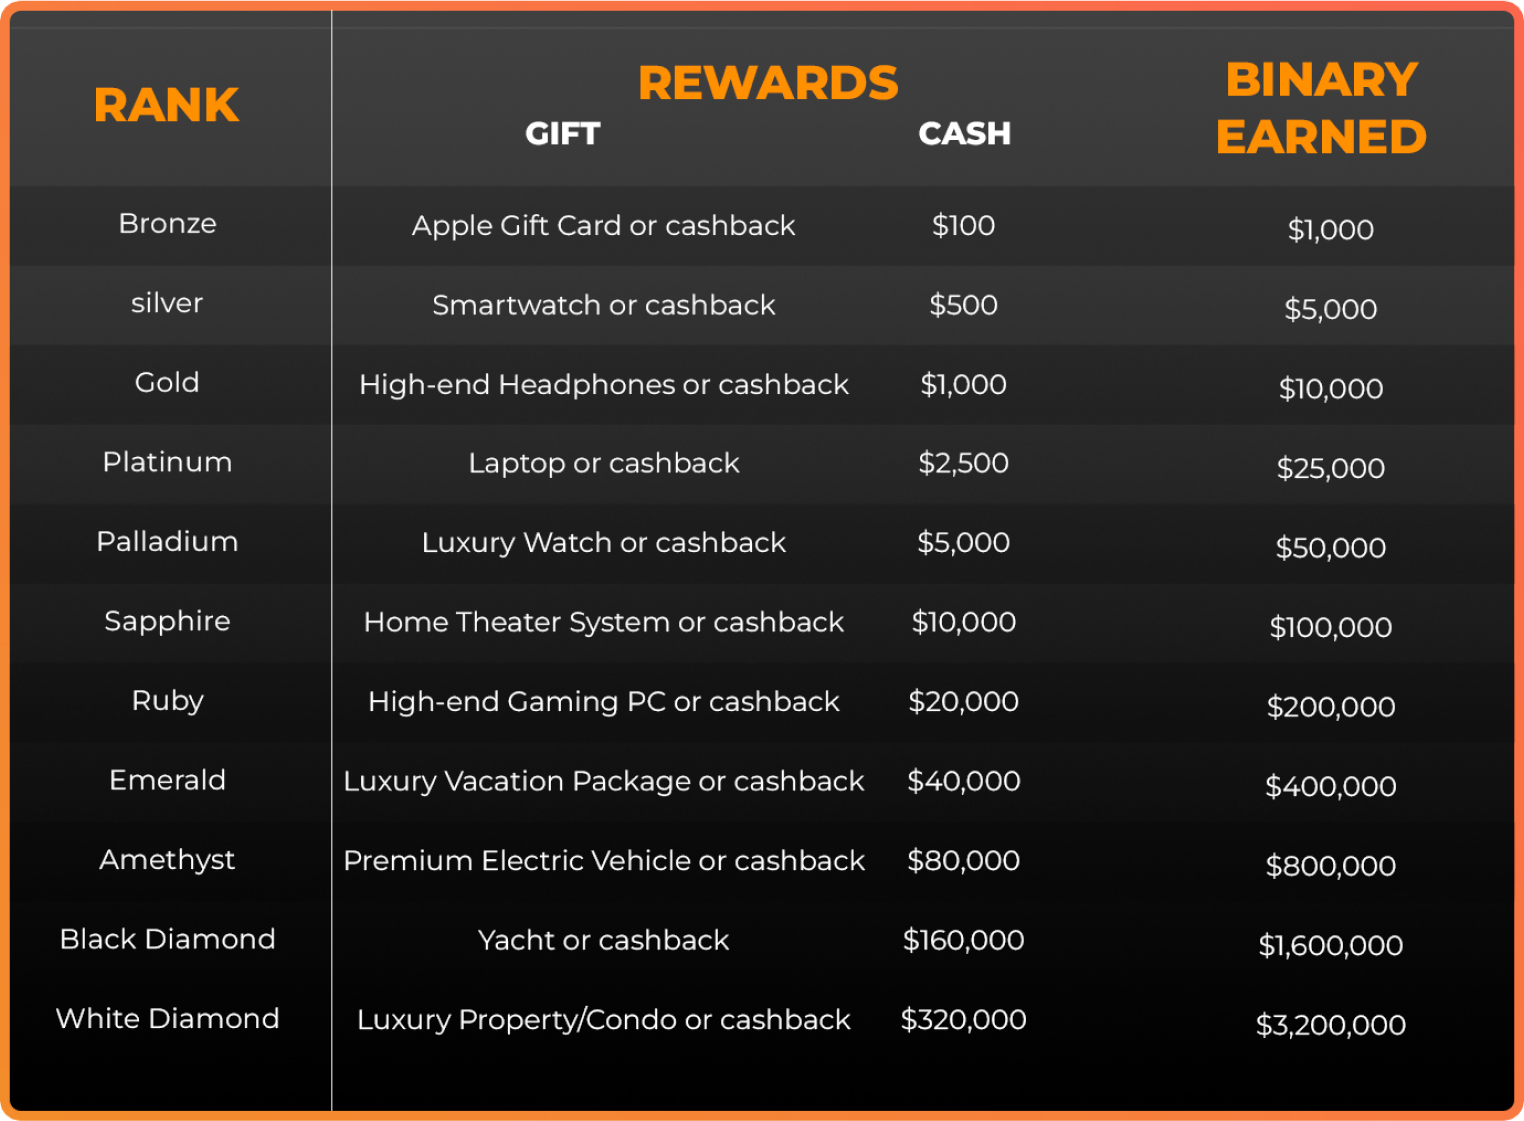 RANK
REWARDS
GIFT CASH
BINARY
EARNED
Bronze Apple Gift Card or cashback $100 $1,000
silver Smartwatch or cashback $500 $5,000
Gold High-end Headphones or cashback $1,000 $10,000
Platinum Laptop or cashback $2,500 $25,000
Palladium Luxury Watch or cashback $5,000 $50,000
Sapphire Home Theater System or cashback $10,000 $100,000
Ruby High-end Gaming PC or cashback $20,000 $200,000
Emerald Luxury Vacation Package or cashback $40,000 $400,000
Amethyst Premium Electric Vehicle or cashback $80,000 $800,000
Black Diamond Yacht or cashback $160,000 $1,600,000
White Diamond Luxury Property/Condo or cashback $320,000 $3,200,000